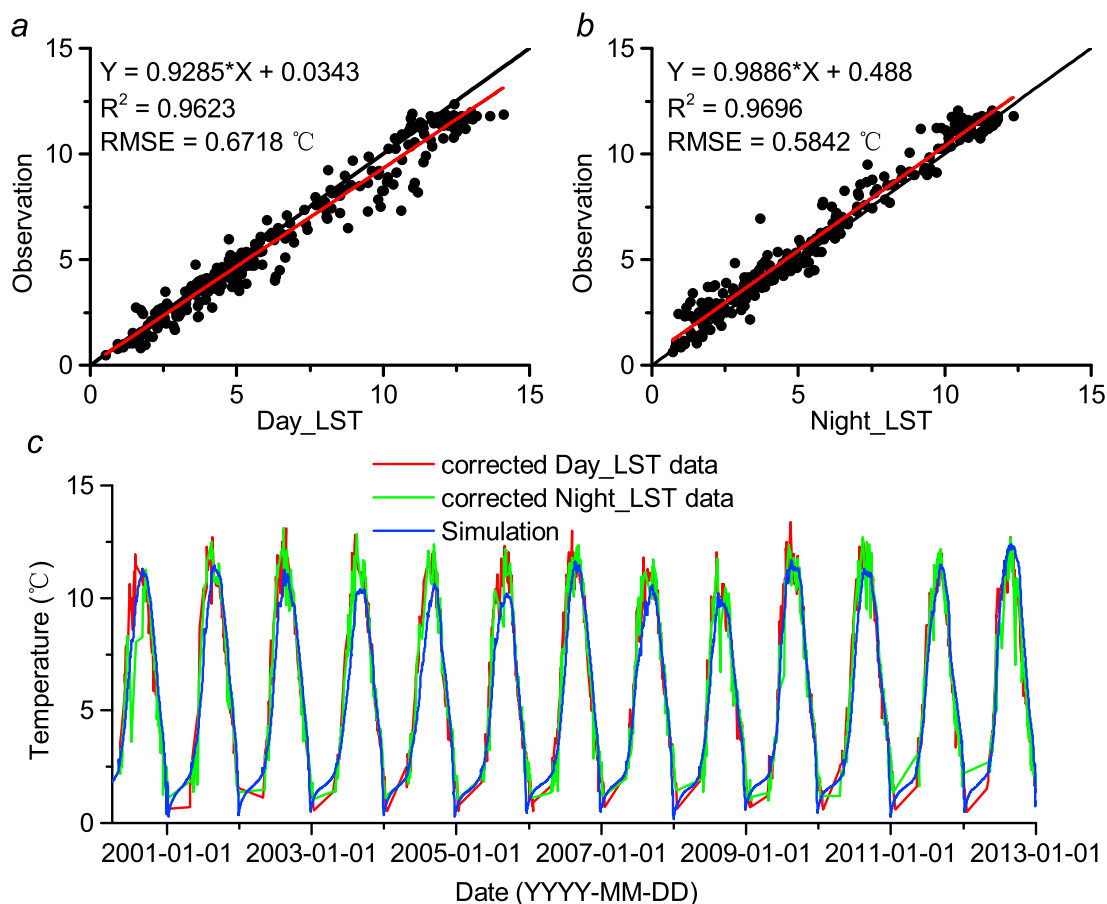 a
15
Y = 0.9285*X + 0.0343
R² = 0.9623
RMSE = 0.6718 ℃
10
5
0
Observation
0 5 10 15
Day_LST
b
15
Y = 0.9886*X + 0.488
R² = 0.9696
RMSE = 0.5842 ℃
10
5
0
Observation
0 5 10 15
Night_LST
c
corrected Day_LST data
corrected Night_LST data
Simulation
15
10
5
0
Temperature (℃)
2001-01-01 2003-01-01 2005-01-01 2007-01-01 2009-01-01 2011-01-01 2013-01-01
Date (YYYY-MM-DD)